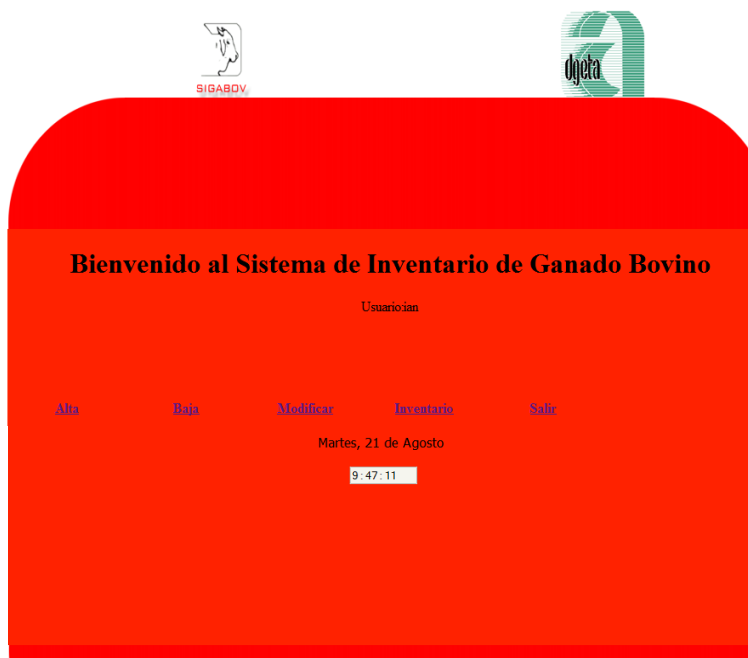 SIGABOV
dgeta
Bienvenido al Sistema de Inventario de Ganado Bovino
Usuario:ian
Alta Baja Modificar Inventario Salir
Martes, 21 de Agosto
9 : 47 : 11